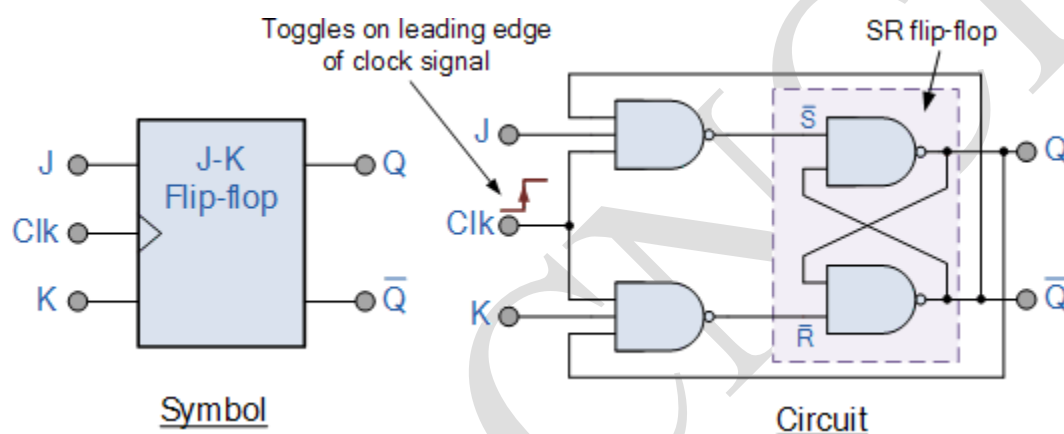 Toggles on leading edge
of clock signal
SR flip-flop
J
J-K
Flip-flop
Q
Clk
K
Q̅
Symbol
J
S̅
Q
Clk
K
R̅
Q̅
Circuit